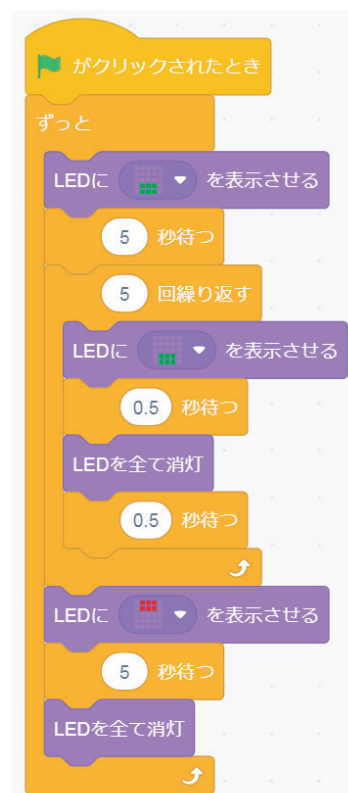 がクリックされたとき
ずっと
LEDに を表示させる
5 秒待つ
5 回繰り返す
LEDに を表示させる
0.5 秒待つ
LEDを全て消灯
0.5 秒待つ
LEDに を表示させる
5 秒待つ
LEDを全て消灯